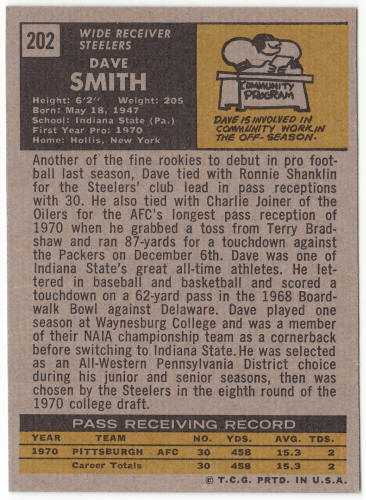 202
WIDE RECEIVER
STEELERS
DAVE
SMITH
Height: 6'2" Weight: 205
Born: May 18, 1947
School: Indiana State (Pa.)
First Year Pro: 1970
Home: Hollis, New York
COMMUNITY
PROGRAM
DAVE IS INVOLVED IN
COMMUNITY WORK IN
THE OFF-SEASON.
Another of the fine rookies to debut in pro foot-
ball last season, Dave tied with Ronnie Shanklin
for the Steelers' club lead in pass receptions
with 30. He also tied with Charlie Joiner of
the Oilers for the AFC's longest pass reception of
1970 when he grabbed a toss from Terry Brad-
shaw and ran 87-yards for a touchdown against
the Packers on December 6th. Dave was one of
Indiana State's great all-time athletes. He let-
tered in baseball and basketball and scored a
touchdown on a 62-yard pass in the 1968 Board-
walk Bowl against Delaware. Dave played one
season at Waynesburg College and was a member
of their NAIA championship team as a cornerback
before switching to Indiana State. He was selected
as an All-Western Pennsylvania District choice
during his junior and senior seasons, then was
chosen by the Steelers in the eighth round of the
1970 college draft.
PASS RECEIVING RECORD
YEAR TEAM NO. YDS. AVG. TDS.
1970 PITTSBURGH AFC 30 458 15.3 2
Career Totals 30 458 15.3 2
© T.C.G. PRTD. IN U.S.A.